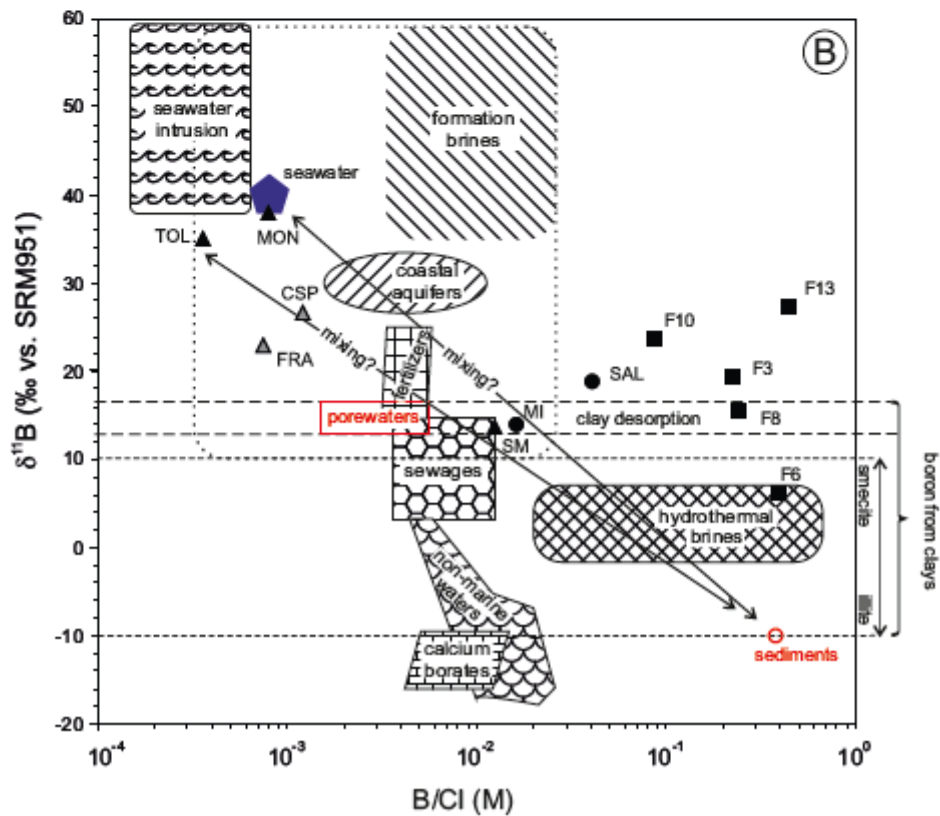 B
60
50
40
30
20
10
0
-10
-20
δ¹¹B (‰ vs. SRM951)
seawater
intrusion
formation
brines
seawater
TOL
MON
coastal
aquifers
CSP
FRA
mixing?
mixing?
fertilizers
F13
F10
F3
SAL
F8
porewaters
MI
clay desorption
SM
sewages
F6
hydrothermal
brines
smecite
illite
boron from clays
non-marine
waters
calcium
borates
sediments
10⁻⁴
10⁻³
10⁻²
10⁻¹
10⁰
B/Cl (M)